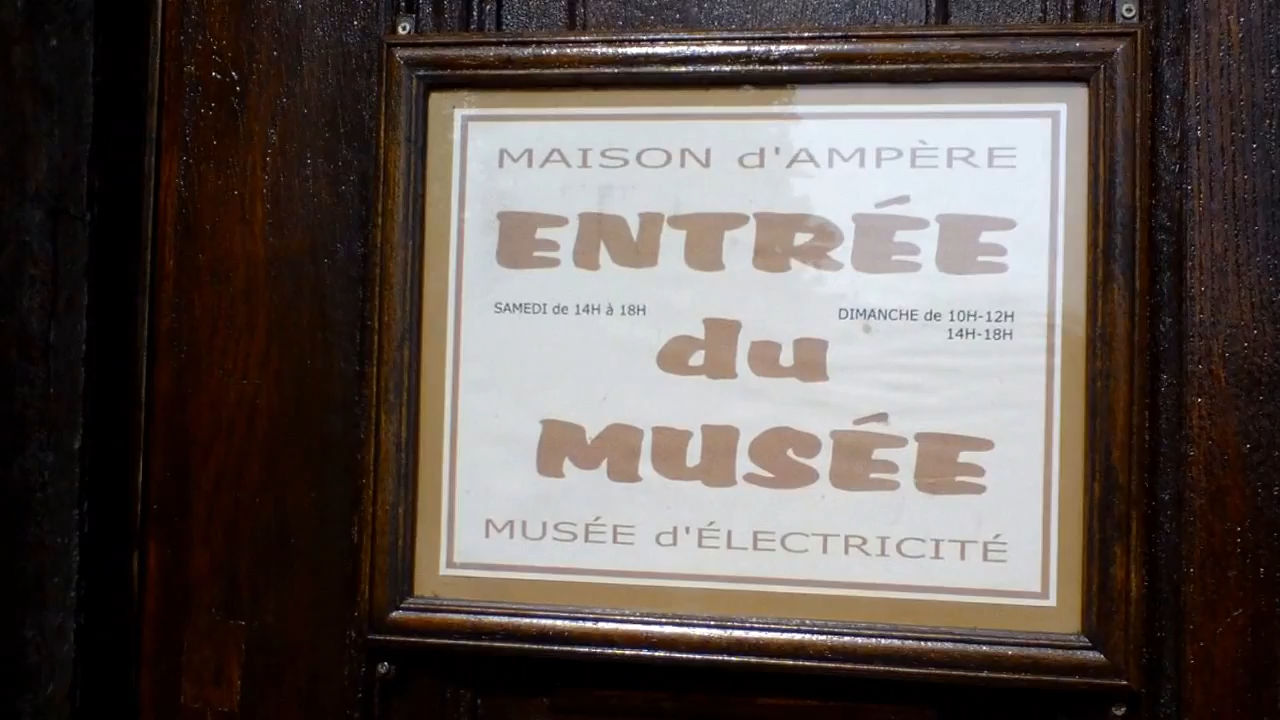 MAISON d'AMPÈRE
ENTRÉE
SAMEDI de 14H à 18H
DIMANCHE de 10H-12H
14H-18H
du
MUSÉE
MUSÉE d'ÉLECTRICITÉ